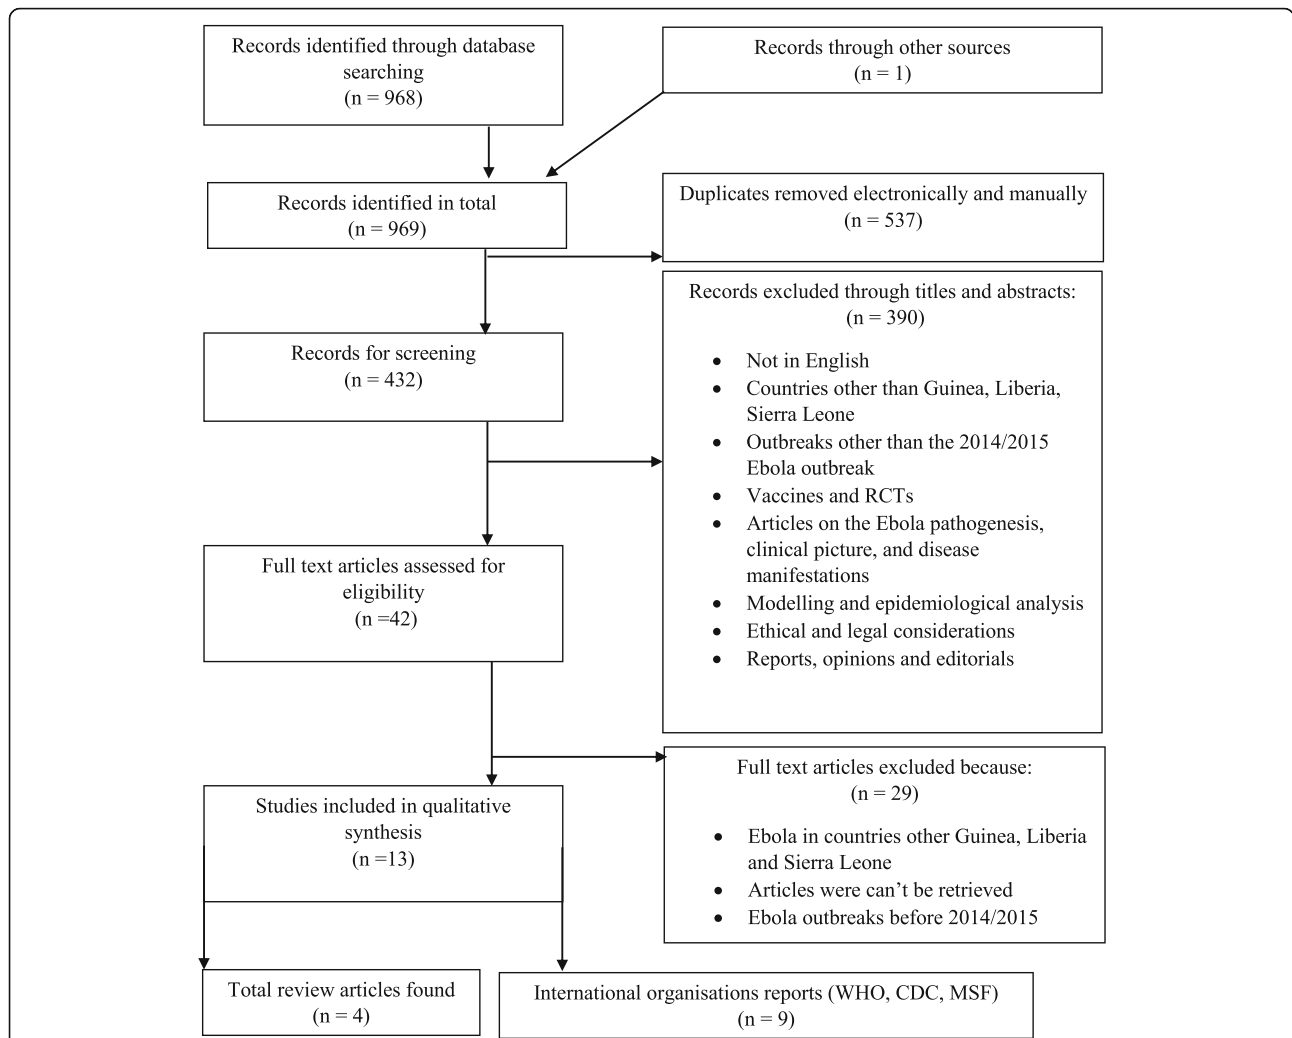 Records identified through database
searching
(n = 968)
Records through other sources
(n = 1)
Records identified in total
(n = 969)
Duplicates removed electronically and manually
(n = 537)
Records excluded through titles and abstracts:
(n = 390)
• Not in English
• Countries other than Guinea, Liberia,
Sierra Leone
• Outbreaks other than the 2014/2015
Ebola outbreak
• Vaccines and RCTs
• Articles on the Ebola pathogenesis,
clinical picture, and disease
manifestations
• Modelling and epidemiological analysis
• Ethical and legal considerations
• Reports, opinions and editorials
Records for screening
(n = 432)
Full text articles assessed for
eligibility
(n =42)
Full text articles excluded because:
(n = 29)
• Ebola in countries other Guinea, Liberia
and Sierra Leone
• Articles were can’t be retrieved
• Ebola outbreaks before 2014/2015
Studies included in qualitative
synthesis
(n =13)
Total review articles found
(n = 4)
International organisations reports (WHO, CDC, MSF)
(n = 9)